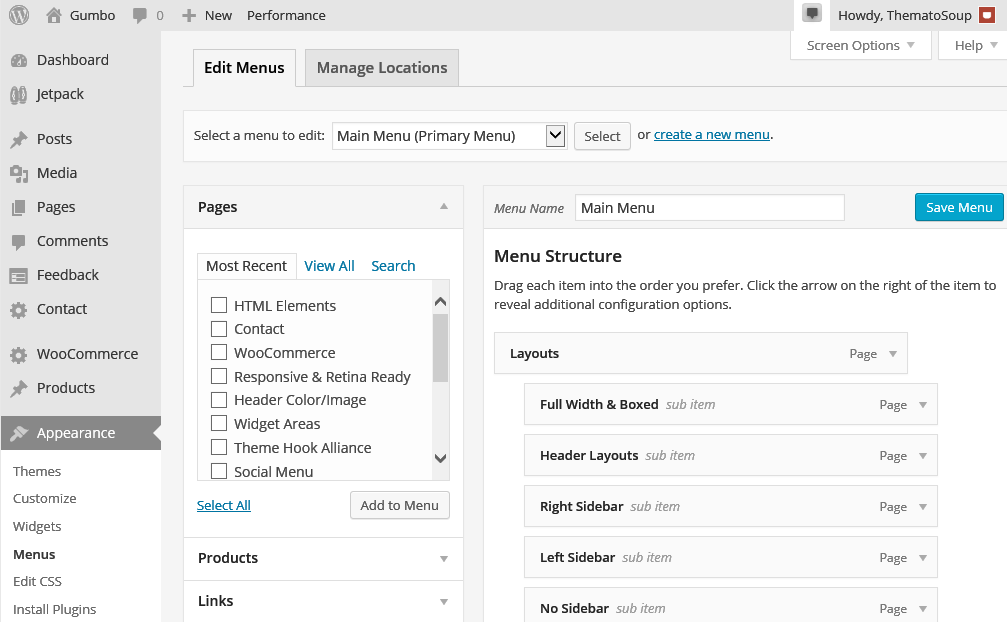 Gumbo 0 New Performance Howdy, ThematoSoup
Screen Options Help
Dashboard
Jetpack
Posts
Media
Pages
Comments
Feedback
Contact
WooCommerce
Products
Appearance
Themes
Customize
Widgets
Menus
Edit CSS
Install Plugins
Edit Menus Manage Locations
Select a menu to edit: Main Menu (Primary Menu) Select or create a new menu.
Pages
Most Recent View All Search
HTML Elements
Contact
WooCommerce
Responsive & Retina Ready
Header Color/Image
Widget Areas
Theme Hook Alliance
Social Menu
Select All Add to Menu
Products
Links
Menu Name Main Menu Save Menu
Menu Structure
Drag each item into the order you prefer. Click the arrow on the right of the item to
reveal additional configuration options.
Layouts Page
Full Width & Boxed sub item Page
Header Layouts sub item Page
Right Sidebar sub item Page
Left Sidebar sub item Page
No Sidebar sub item Page